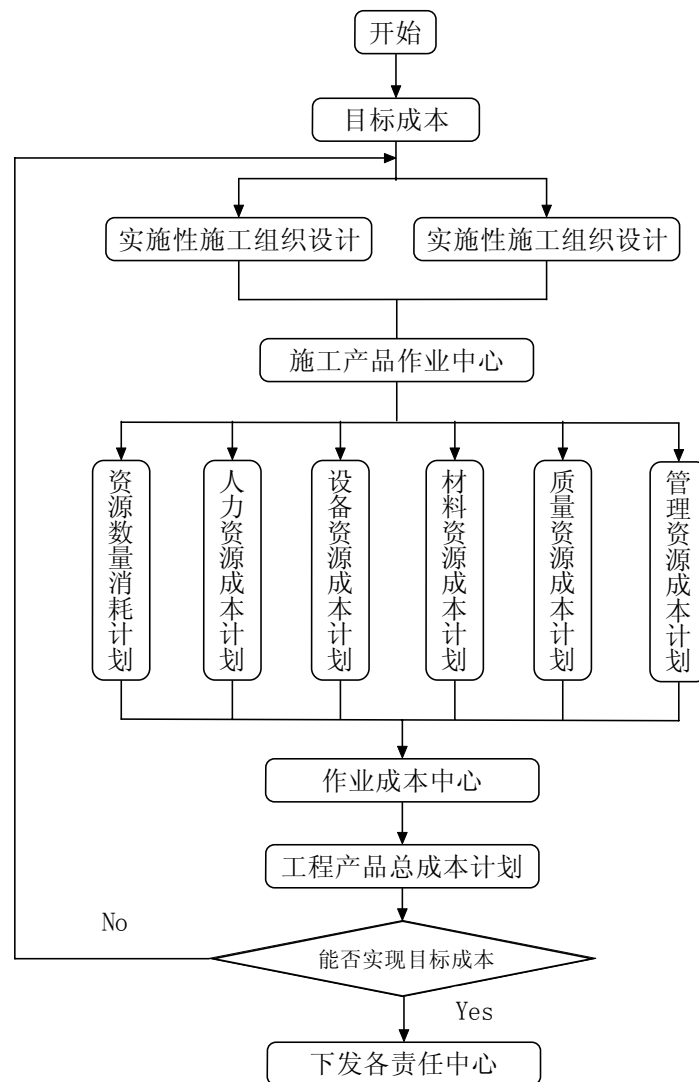 开始
目标成本
实施性施工组织设计
实施性施工组织设计
施工产品作业中心
资源数量消耗计划
人力资源成本计划
设备资源成本计划
材料资源成本计划
质量资源成本计划
管理资源成本计划
作业成本中心
工程产品总成本计划
No
能否实现目标成本
Yes
下发各责任中心